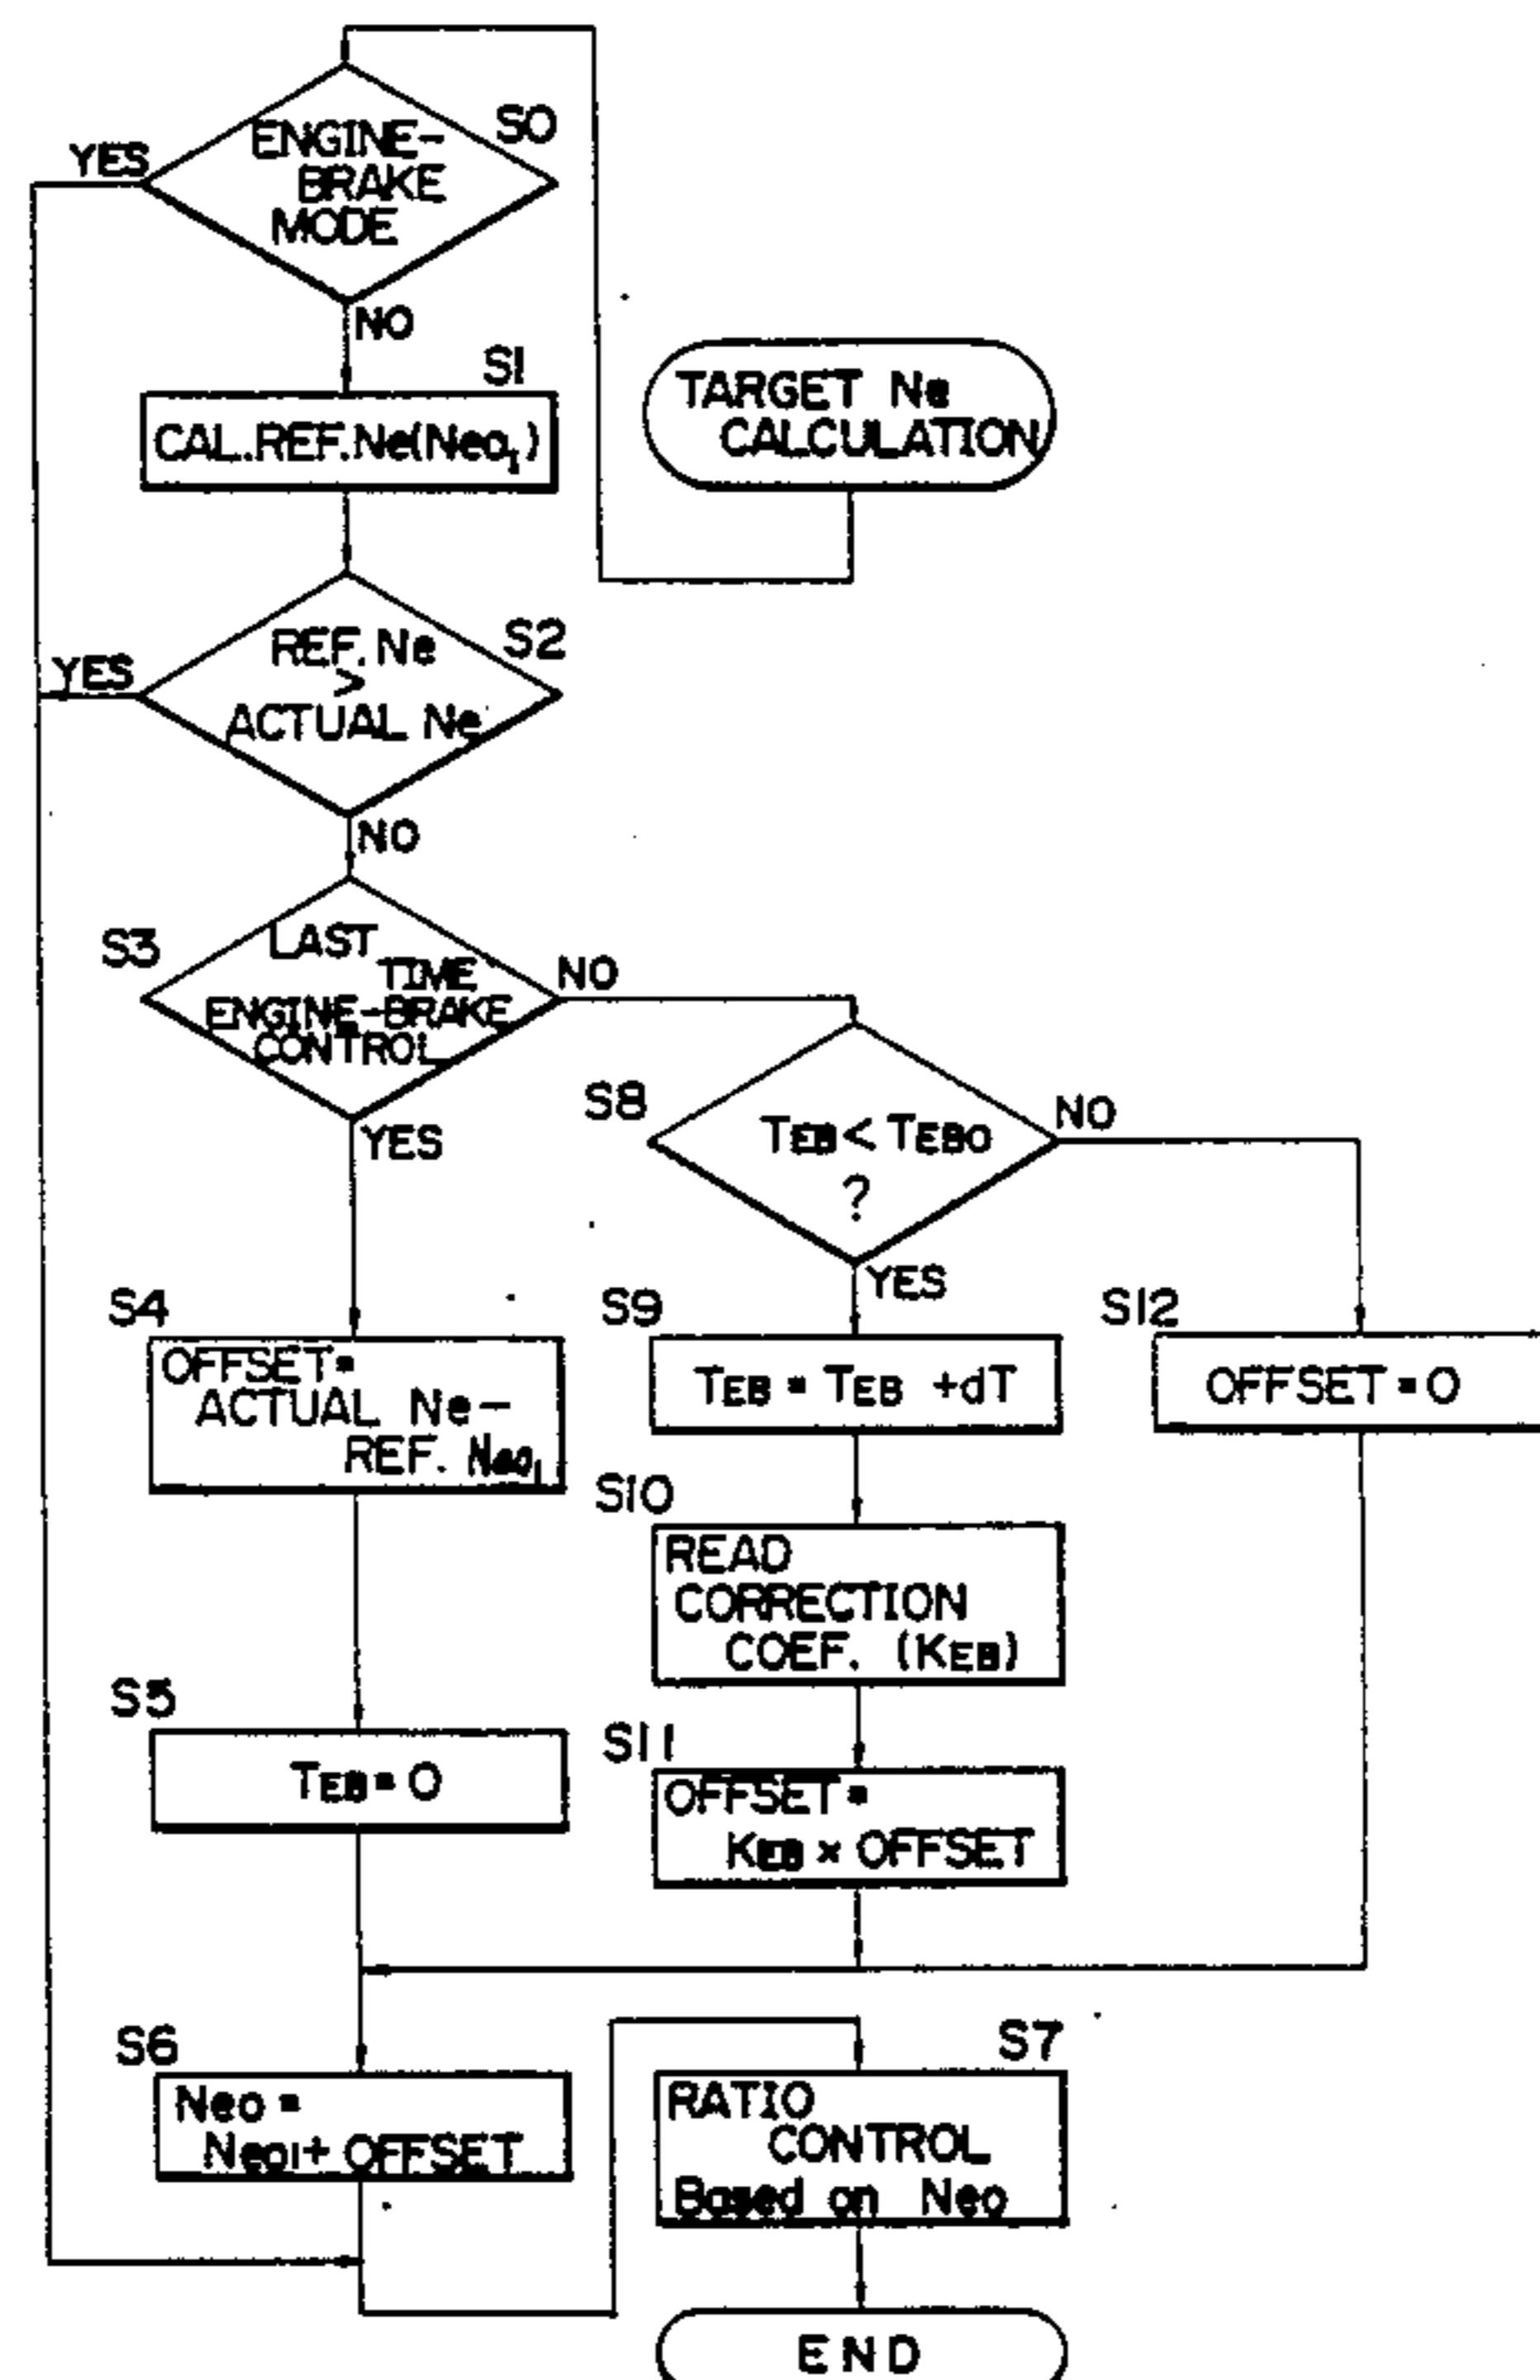 TARGET Ne
CALCULATION
S0
ENGINE-
BRAKE
MODE
YES
NO
S1
CAL.REF.Ne(Neo₁)
S2
REF.Ne
>
ACTUAL Ne
YES
NO
S3
LAST
TIME
ENGINE-BRAKE
CONTROL
NO
YES
S8
TEB < TEBO
?
NO
YES
S4
OFFSET=
ACTUAL Ne-
REF. Neo₁
S9
TEB = TEB +dT
S12
OFFSET = 0
S10
READ
CORRECTION
COEF. (KEB)
S5
TEB = 0
S11
OFFSET =
KEB × OFFSET
S6
Neo =
Neo₁+ OFFSET
S7
RATIO
CONTROL
Based on Neo
END